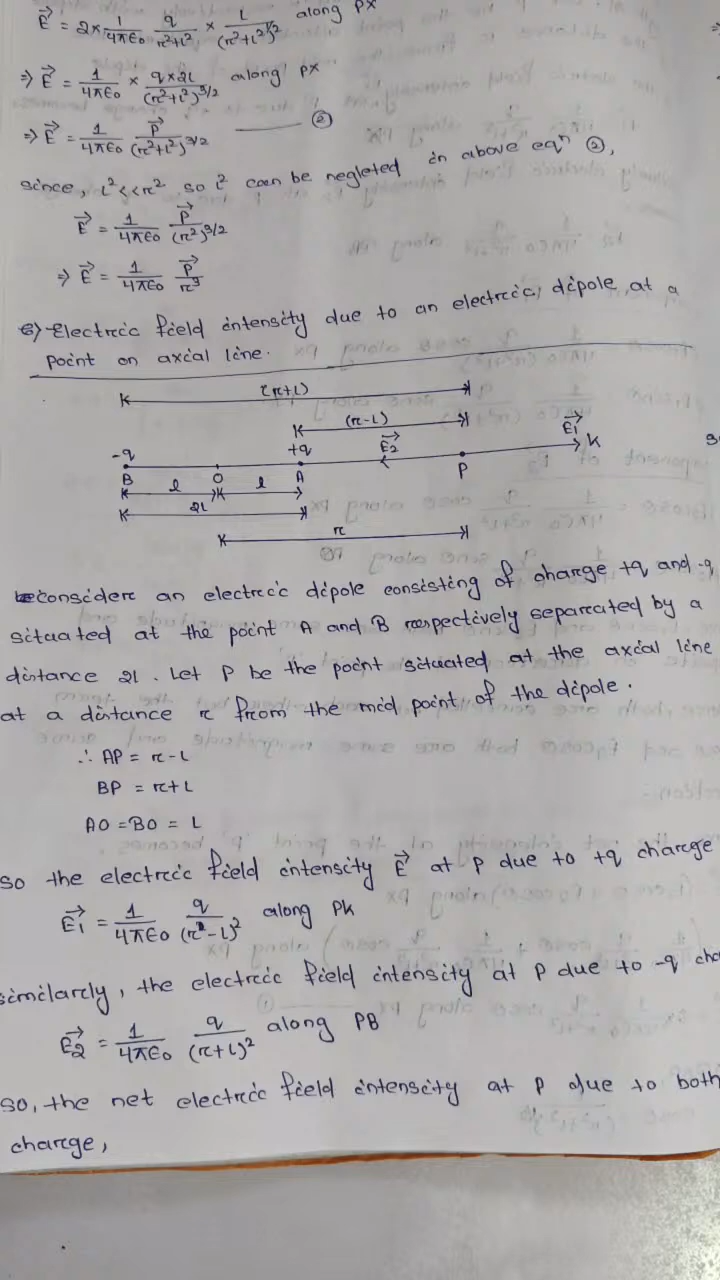 E⃗ = 2× 1/4πε₀ q/r²+l² × L/(r²+L²)^1/2 along PX
⇒ E⃗ = 1/4πε₀ × q×2L/(r²+l²)^3/2 along PX
⇒ E⃗ = 1/4πε₀ P⃗/(r²+l²)^3/2 —— ②
since, l²<<r² so l² can be negleted in above eqⁿ ②,
E⃗ = 1/4πε₀ P⃗/(r²)^3/2
⇒ E⃗ = 1/4πε₀ P⃗/r³
Electric field intensity due to an electric dipole at a
point on axial line.
(r+L)
(r-L)
-q +q E⃗₂ E⃗₁ K
B O A P
l l
2L
r
consider an electric dipole consisting of charge +q and -q
situated at the point A and B respectively separated by a
distance 2l. Let P be the point situated at the axial line
at a distance r from the mid point of the dipole.
∴ AP = r-L
BP = r+L
AO = BO = L
so the electric field intensity E⃗ at P due to +q charge
E⃗₁ = 1/4πε₀ q/(r-L)² along PK
similarly, the electric field intensity at P due to -q
E⃗₂ = 1/4πε₀ q/(r+L)² along PB
so, the net electric field intensity at P due to both
charge,